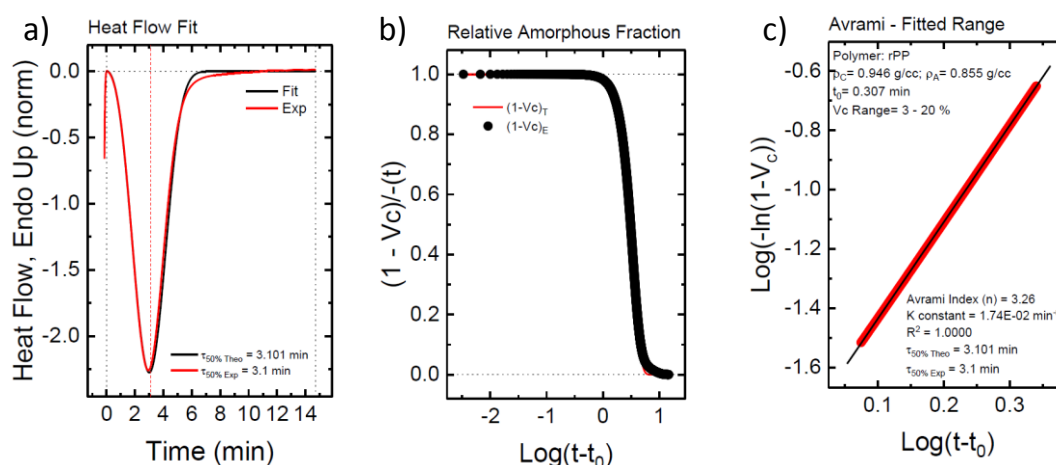 a)
Heat Flow Fit
Heat Flow, Endo Up (norm)
0.0
-0.5
-1.0
-1.5
-2.0
Fit
Exp
τ50% Theo = 3.101 min
τ50% Exp = 3.1 min
0 2 4 6 8 10 12 14
Time (min)
b)
Relative Amorphous Fraction
(1 - Vc)/-(t)
1.0
0.8
0.6
0.4
0.2
0.0
(1-Vc)T
(1-Vc)E
-2 -1 0 1
Log(t-t0)
c)
Avrami - Fitted Range
Log(-ln(1-Vc))
-0.6
-0.8
-1.0
-1.2
-1.4
-1.6
Polymer: rPP
ρC= 0.946 g/cc; ρA= 0.855 g/cc
t0= 0.307 min
Vc Range= 3 - 20 %
Avrami Index (n) = 3.26
K constant = 1.74E-02 min-
R2 = 1.0000
τ50% Theo = 3.101 min
τ50% Exp = 3.1 min
0.1 0.2 0.3
Log(t-t0)